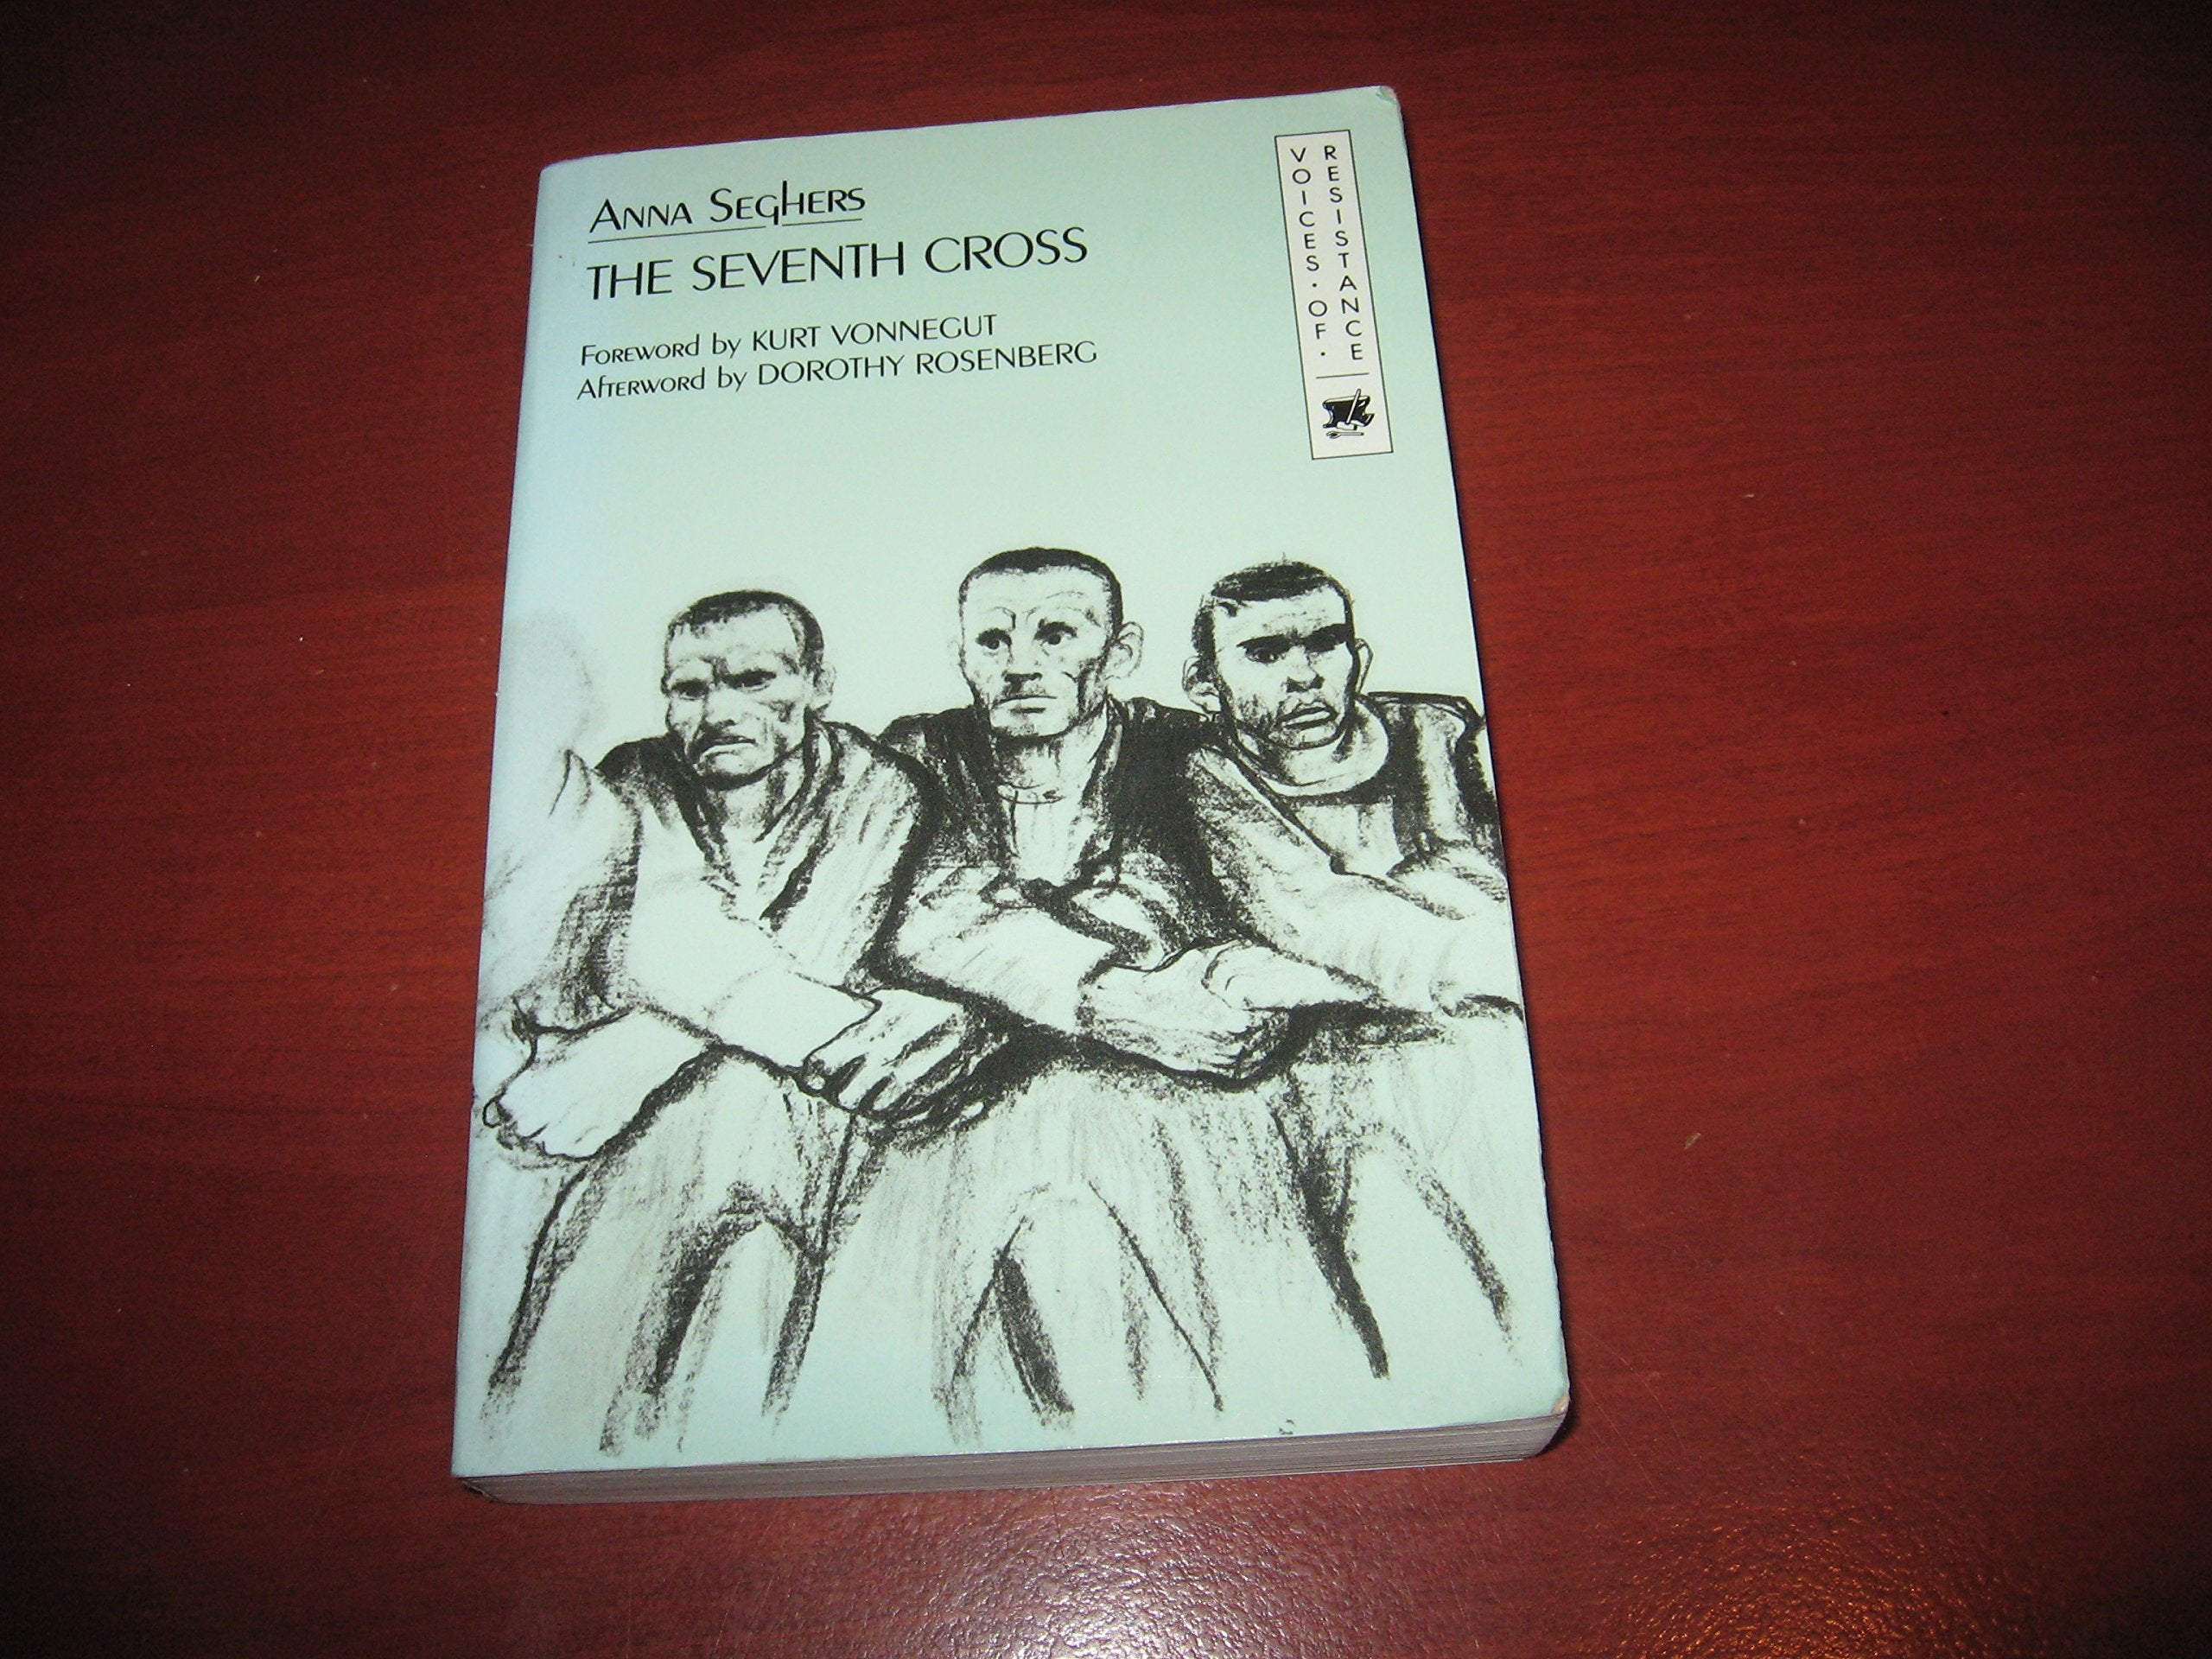 ANNA SEGHERS
THE SEVENTH CROSS
FOREWORD by KURT VONNEGUT
AFTERWORD by DOROTHY ROSENBERG
VOICES · OF ·
RESISTANCE